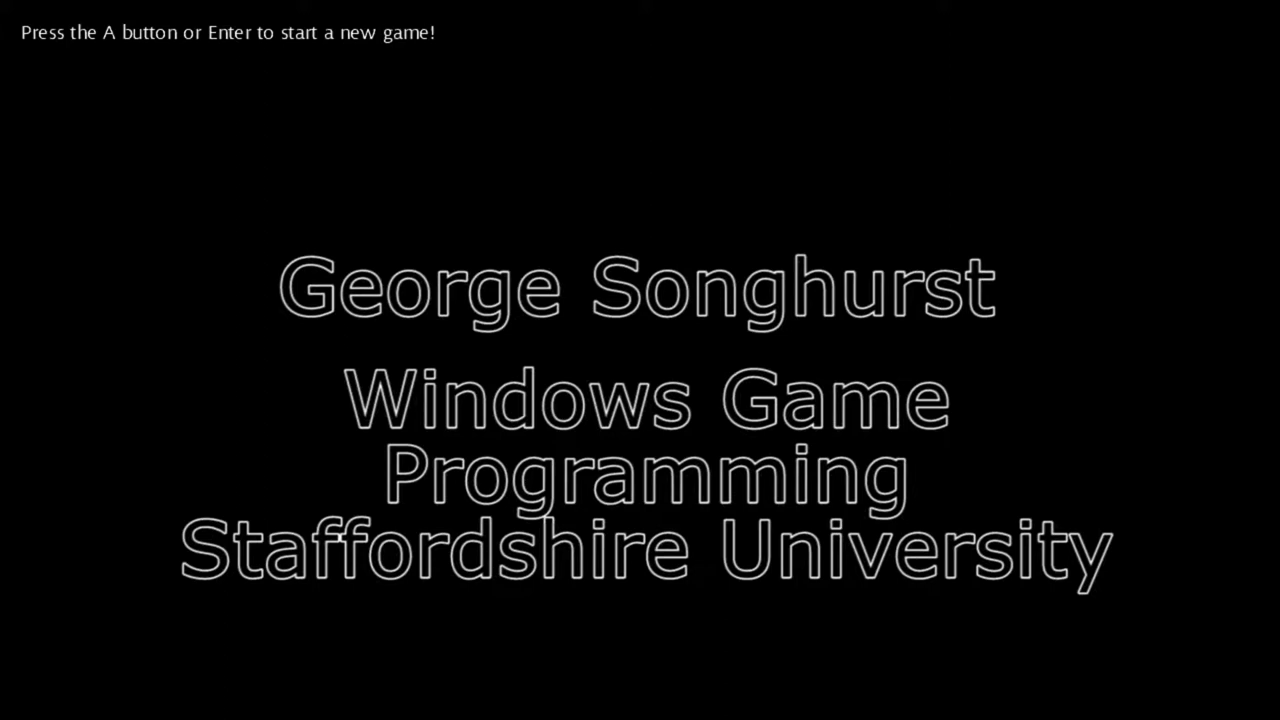 Press the A button or Enter to start a new game!
George Songhurst
Windows Game
Programming
Staffordshire University